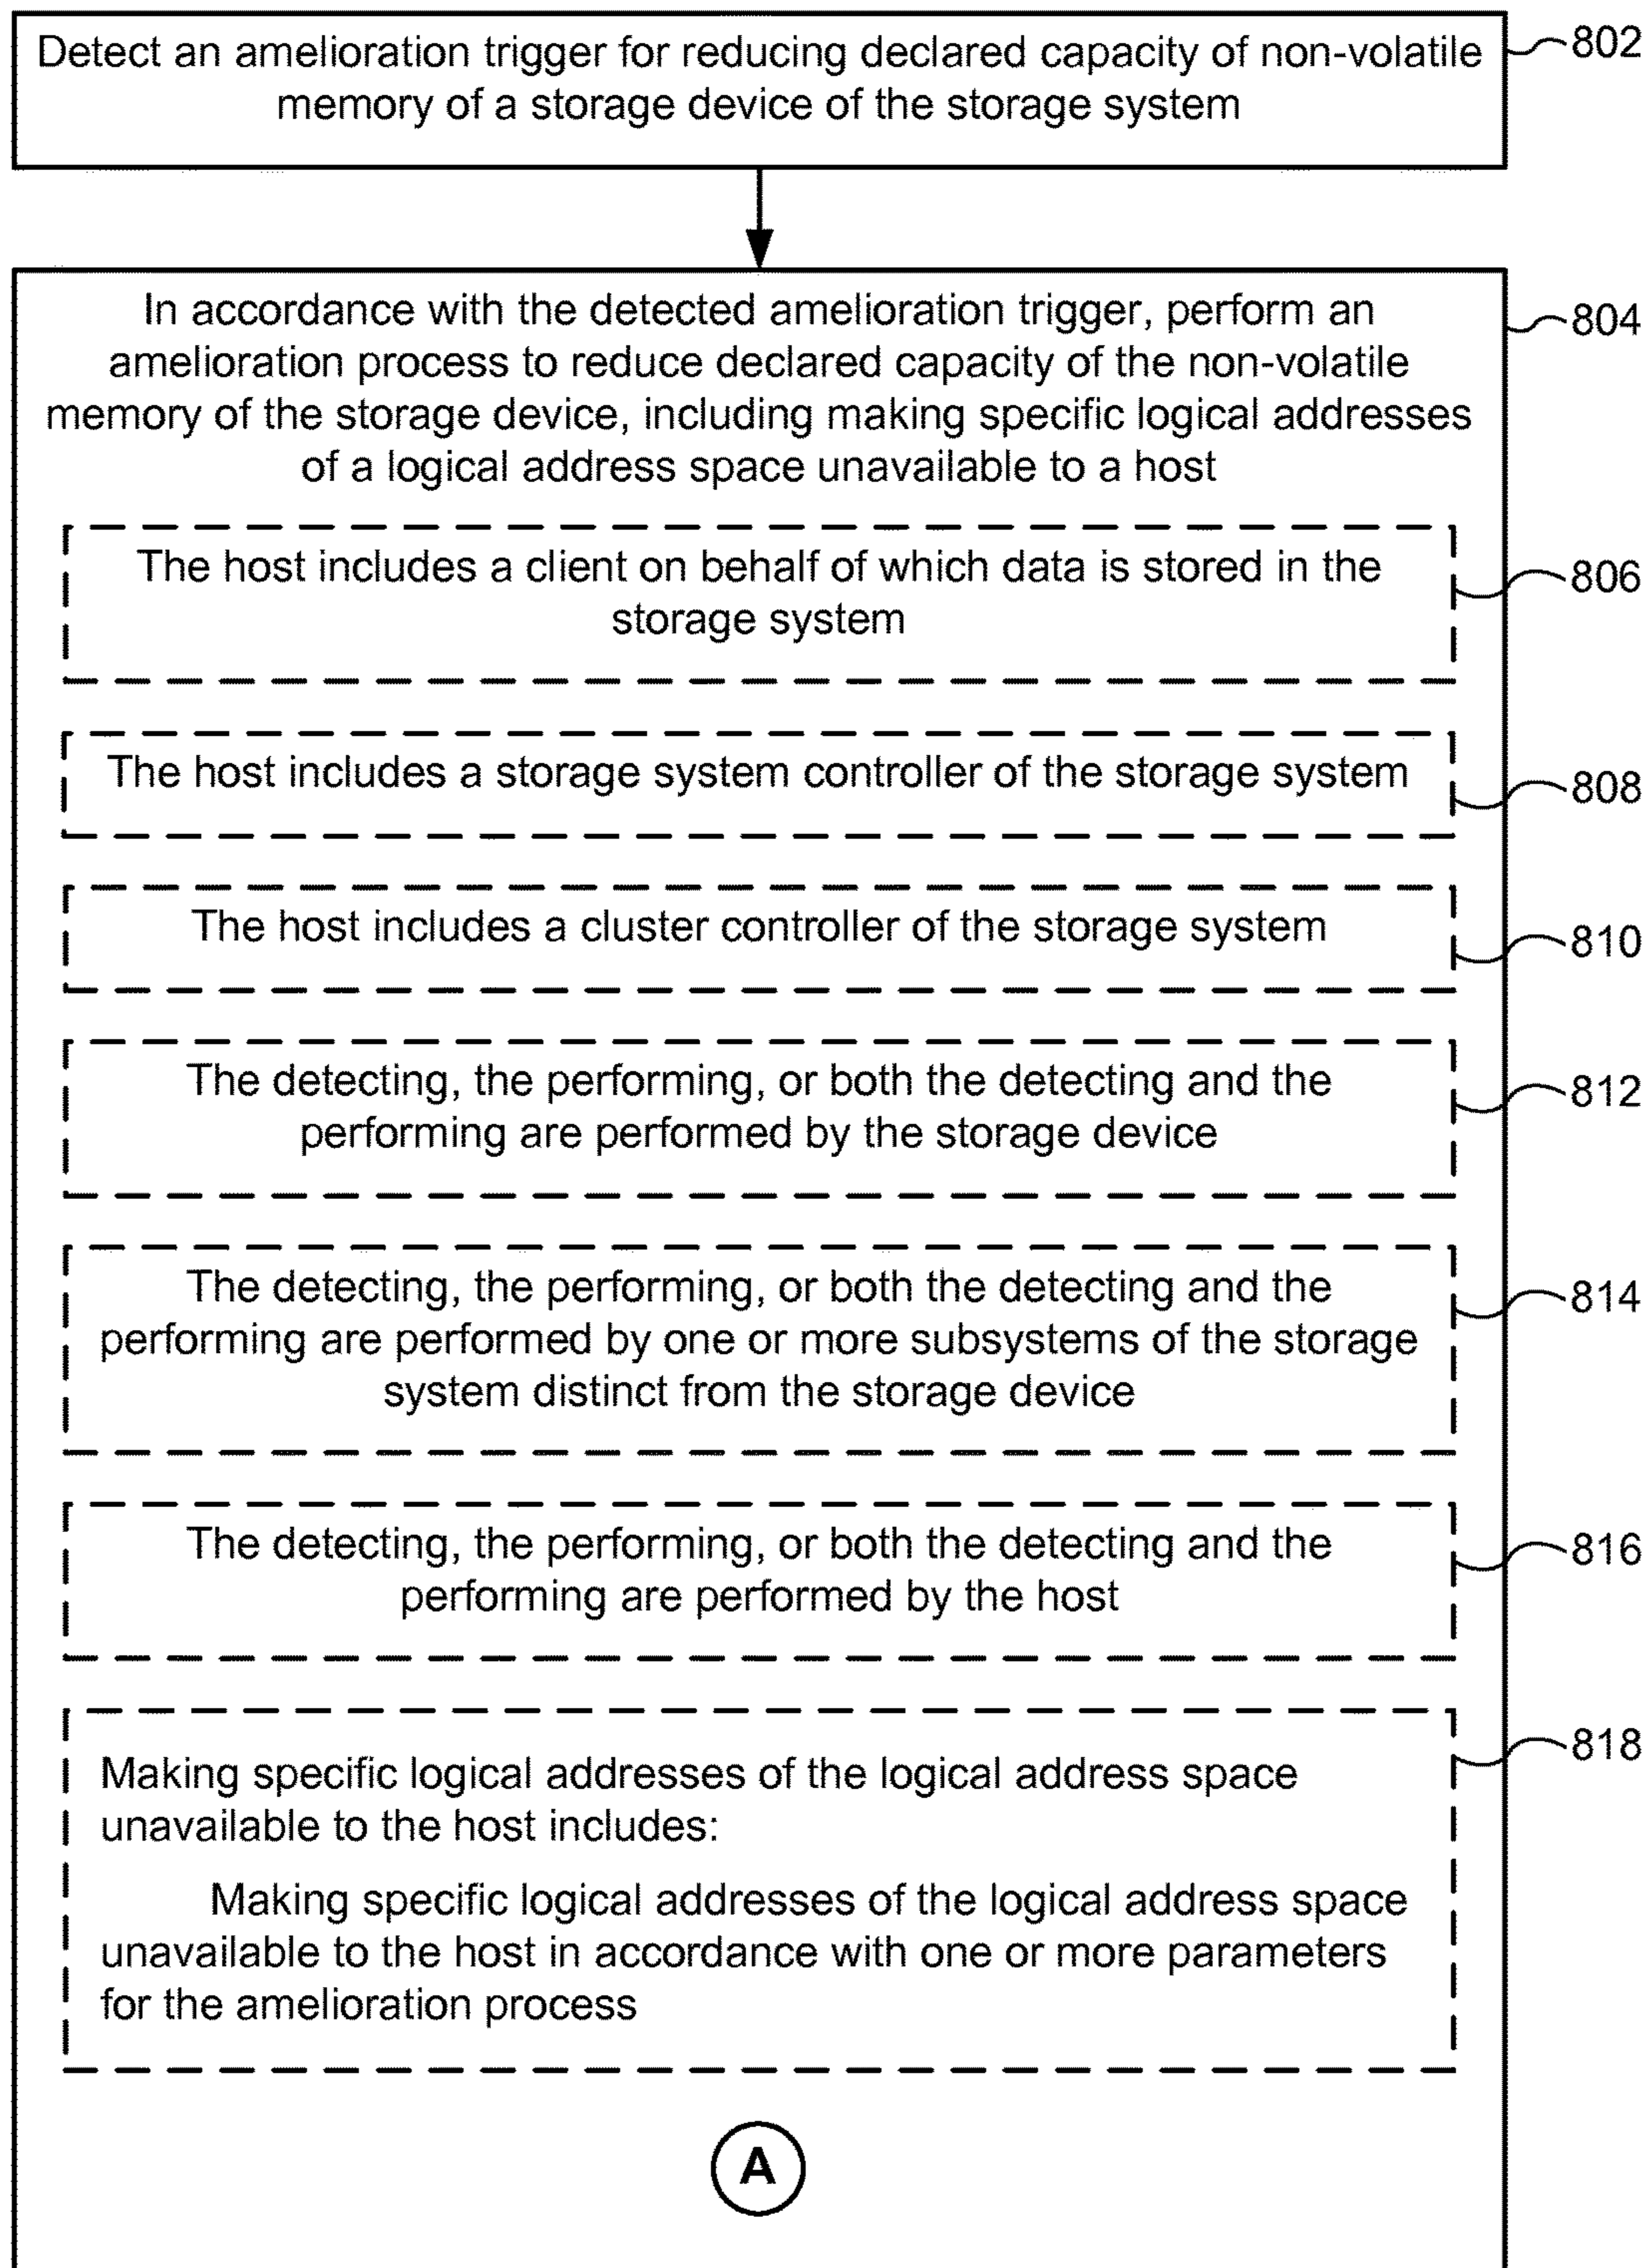 Detect an amelioration trigger for reducing declared capacity of non-volatile
memory of a storage device of the storage system
802
In accordance with the detected amelioration trigger, perform an
amelioration process to reduce declared capacity of the non-volatile
memory of the storage device, including making specific logical addresses
of a logical address space unavailable to a host
804
The host includes a client on behalf of which data is stored in the
storage system
806
The host includes a storage system controller of the storage system
808
The host includes a cluster controller of the storage system
810
The detecting, the performing, or both the detecting and the
performing are performed by the storage device
812
The detecting, the performing, or both the detecting and the
performing are performed by one or more subsystems of the storage
system distinct from the storage device
814
The detecting, the performing, or both the detecting and the
performing are performed by the host
816
Making specific logical addresses of the logical address space
unavailable to the host includes:
Making specific logical addresses of the logical address space
unavailable to the host in accordance with one or more parameters
for the amelioration process
818
A